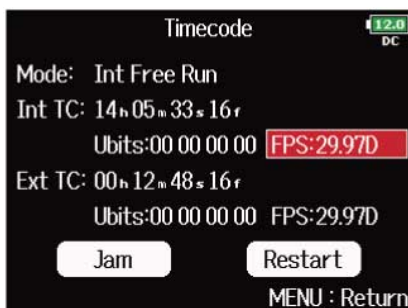 Timecode
12.0
DC
Mode: Int Free Run
Int TC: 14h05m33s16f
Ubits:00 00 00 00 FPS:29.97D
Ext TC: 00h12m48s16f
Ubits:00 00 00 00 FPS:29.97D
Jam Restart
MENU : Return